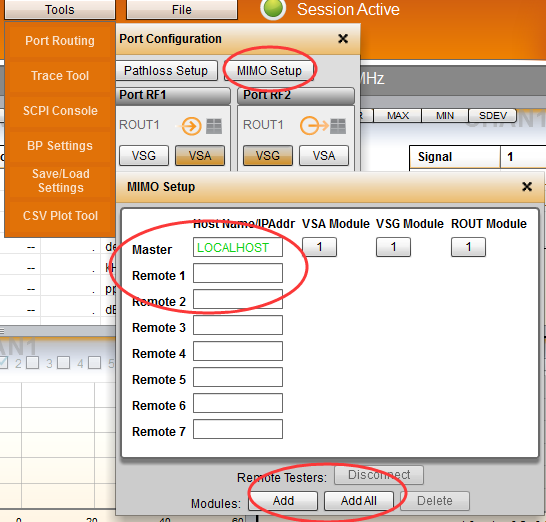 Tools File Session Active
Port Routing
Trace Tool
SCPI Console
BP Settings
Save/Load
Settings
CSV Plot Tool
Port Configuration
Pathloss Setup MIMO Setup
MHz
Port RF1 Port RF2
ROUT1 ROUT1
VSG VSA VSG VSA
MAX MIN SDEV
Signal 1
MIMO Setup
Host Name/IPAddr VSA Module VSG Module ROUT Module
Master LOCALHOST 1 1 1
Remote 1
Remote 2
Remote 3
Remote 4
Remote 5
Remote 6
Remote 7
-- . de
-- . kH
-- . pp
-- . dB
AN1
2 3 4 5
Remote Testers: Disconnect
Modules: Add Add All Delete
0 20 40 60